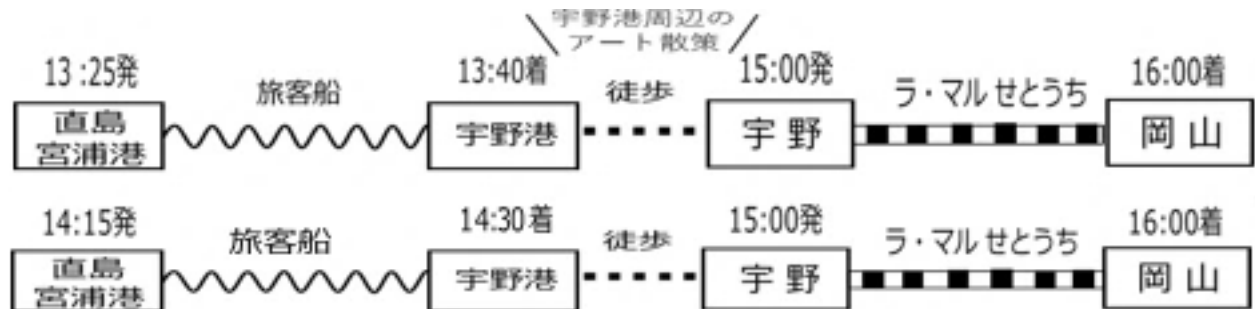 宇野港周辺の
アート散策
13:25発 旅客船 13:40着 徒歩 15:00発 ラ・マルせとうち 16:00着
直島
宮浦港
宇野港
宇野
岡山
14:15発 旅客船 14:30着 徒歩 15:00発 ラ・マルせとうち 16:00着
直島
宮浦港
宇野港
宇野
岡山